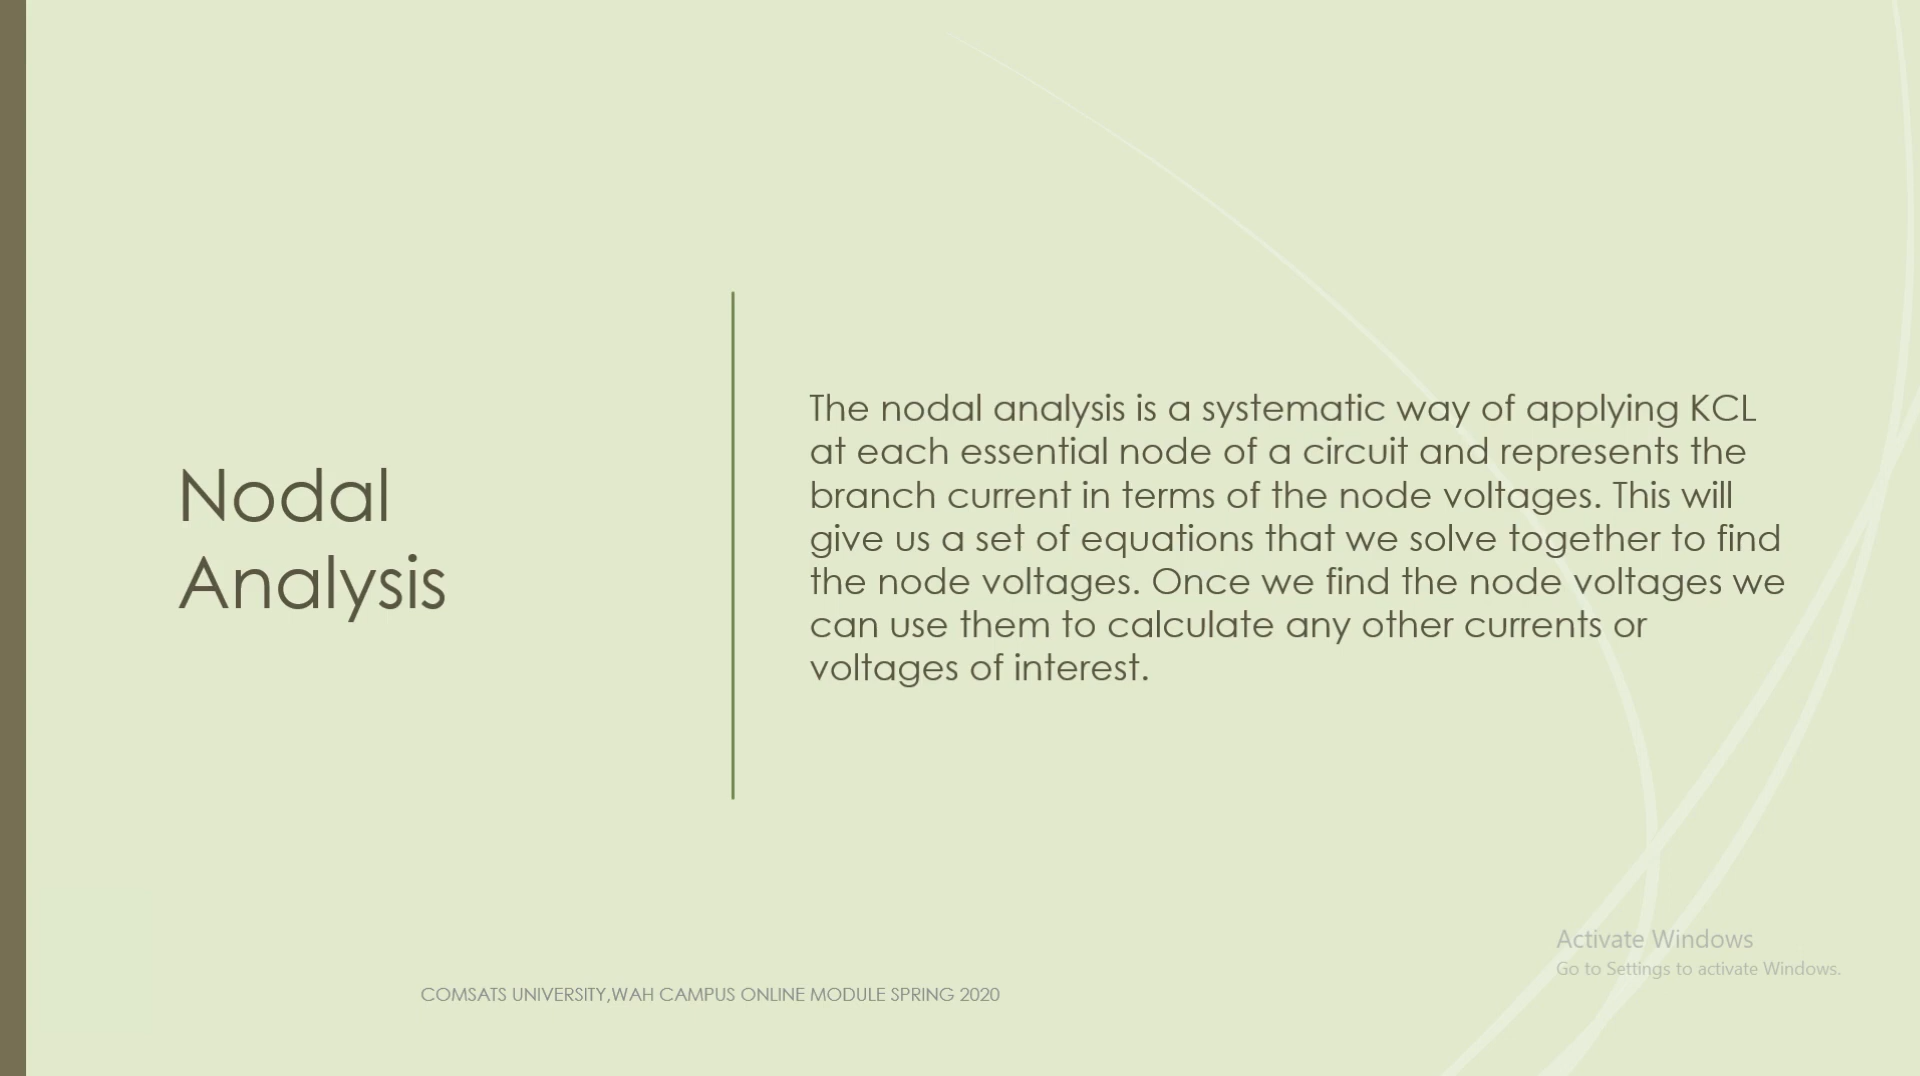 Nodal
Analysis
The nodal analysis is a systematic way of applying KCL
at each essential node of a circuit and represents the
branch current in terms of the node voltages. This will
give us a set of equations that we solve together to find
the node voltages. Once we find the node voltages we
can use them to calculate any other currents or
voltages of interest.
Activate Windows
Go to Settings to activate Windows.
COMSATS UNIVERSITY,WAH CAMPUS ONLINE MODULE SPRING 2020